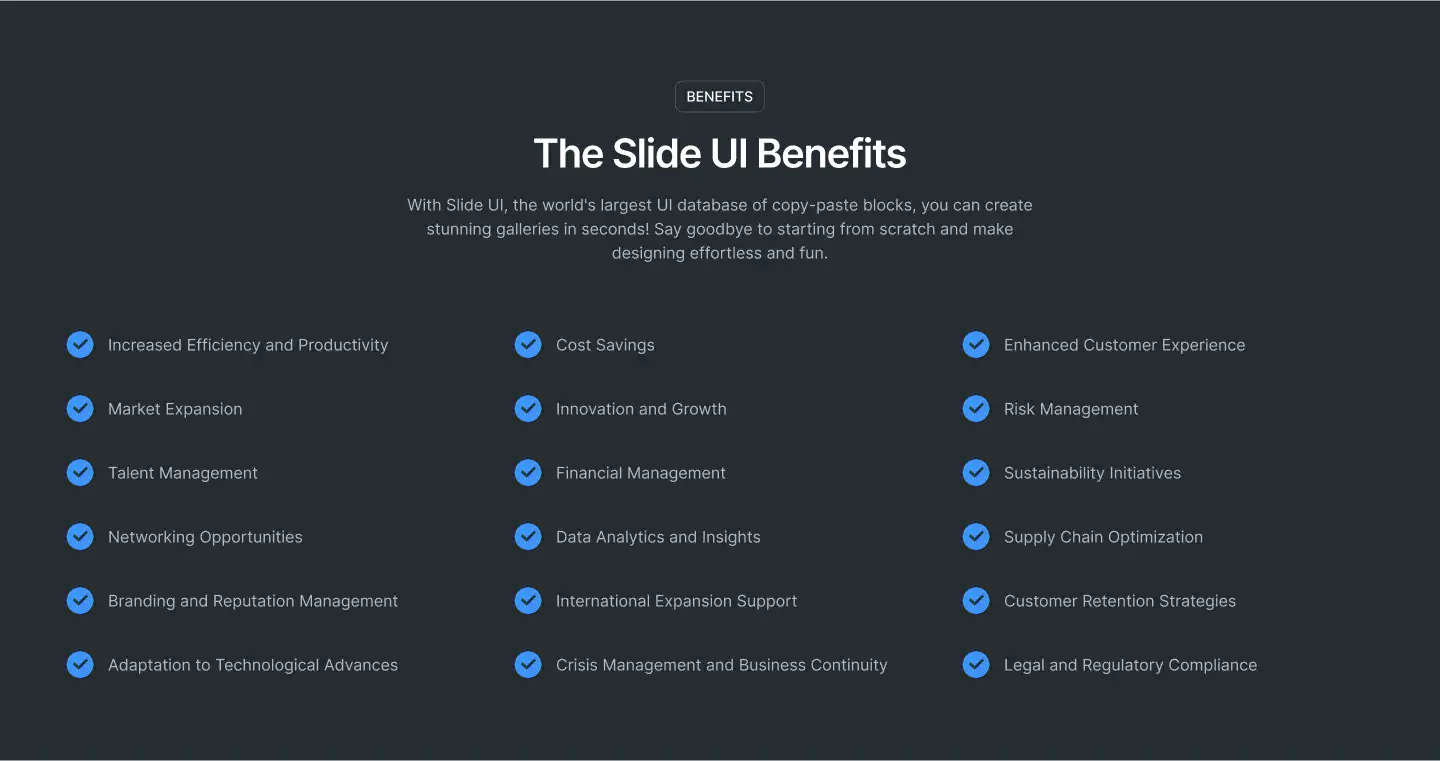 BENEFITS
The Slide UI Benefits
With Slide UI, the world's largest UI database of copy-paste blocks, you can create
stunning galleries in seconds! Say goodbye to starting from scratch and make
designing effortless and fun.
Increased Efficiency and Productivity
Cost Savings
Enhanced Customer Experience
Market Expansion
Innovation and Growth
Risk Management
Talent Management
Financial Management
Sustainability Initiatives
Networking Opportunities
Data Analytics and Insights
Supply Chain Optimization
Branding and Reputation Management
International Expansion Support
Customer Retention Strategies
Adaptation to Technological Advances
Crisis Management and Business Continuity
Legal and Regulatory Compliance